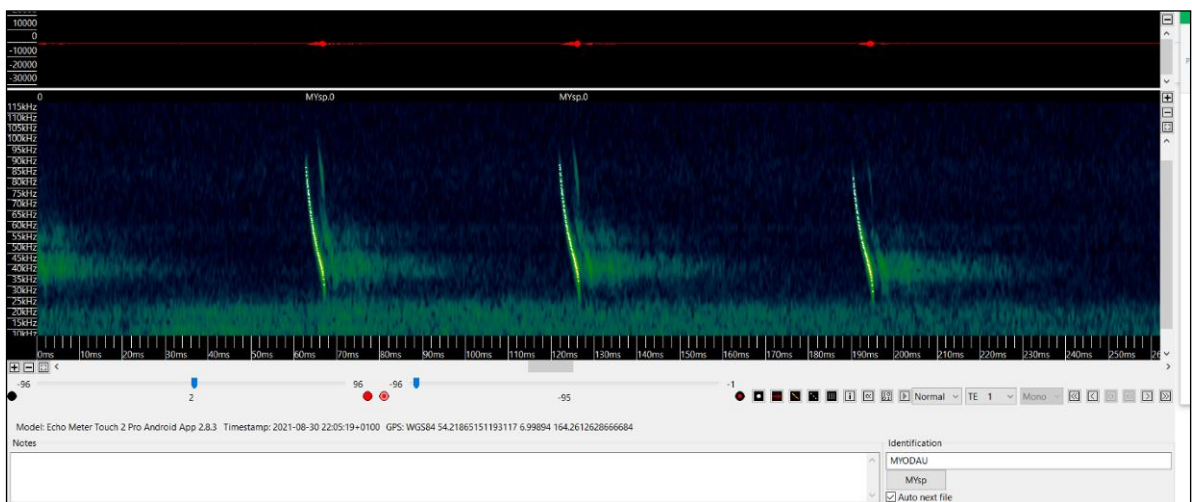 10000
0
-10000
-20000
-30000
0 MYsp.0 MYsp.0
115kHz
110kHz
105kHz
100kHz
95kHz
90kHz
85kHz
80kHz
75kHz
70kHz
65kHz
60kHz
55kHz
50kHz
45kHz
40kHz
35kHz
30kHz
25kHz
20kHz
15kHz
10kHz
0ms 10ms 20ms 30ms 40ms 50ms 60ms 70ms 80ms 90ms 100ms 110ms 120ms 130ms 140ms 150ms 160ms 170ms 180ms 190ms 200ms 210ms 220ms 230ms 240ms 250ms
-96 96 -96 -1
2 -95
Normal TE 1 Mono
Model: Echo Meter Touch 2 Pro Android App 2.8.3 Timestamp: 2021-08-30 22:05:19+0100 GPS: WGS84 54.21865151193117 6.99894 164.2612628666684
Notes Identification
MYODAU
MYsp
Auto next file